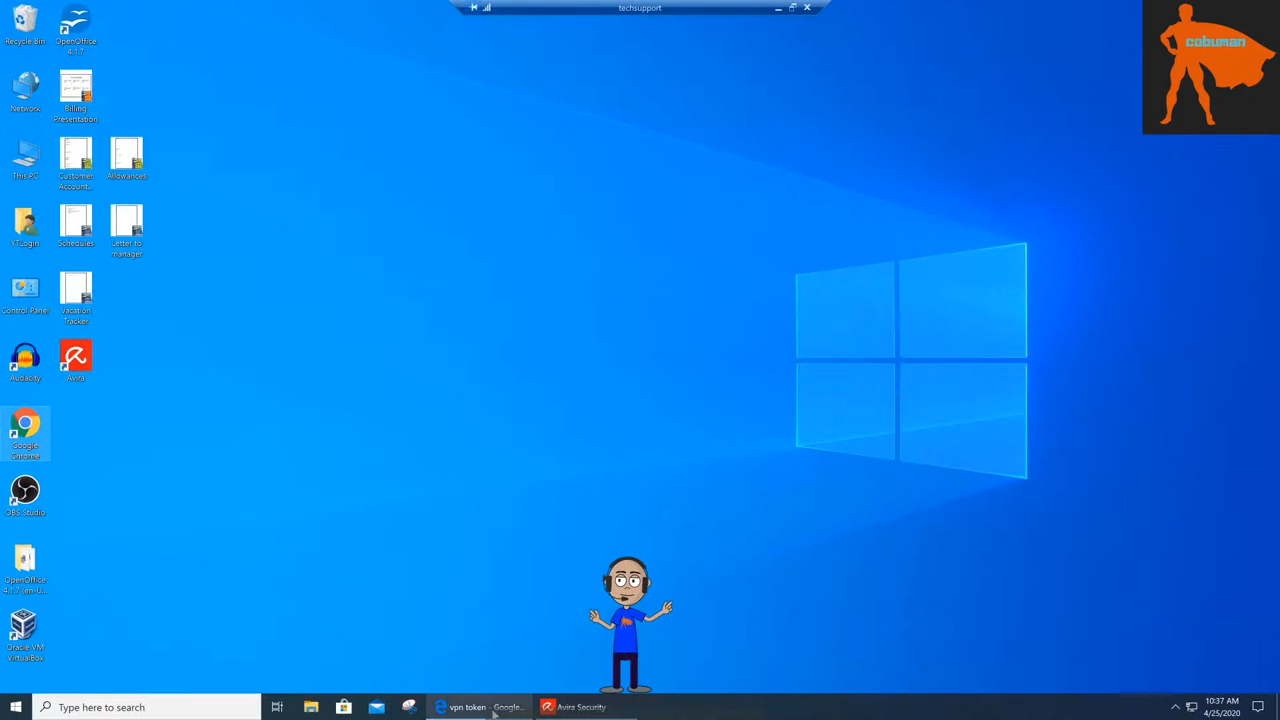 techsupport
cobuman
Recycle Bin
OpenOffice
4.1.7
Network
Billing
Presentation
This PC
Customer
Account...
Allowances
YTLogin
Schedules
Letter to
manager
Control Panel
Vacation
Tracker
Audacity
Avira
Google
Chrome
OBS Studio
OpenOffice
4.1.7 (en-U...
Oracle VM
VirtualBox
Type here to search
vpn token - Google...
Avira Security
10:37 AM
4/25/2020